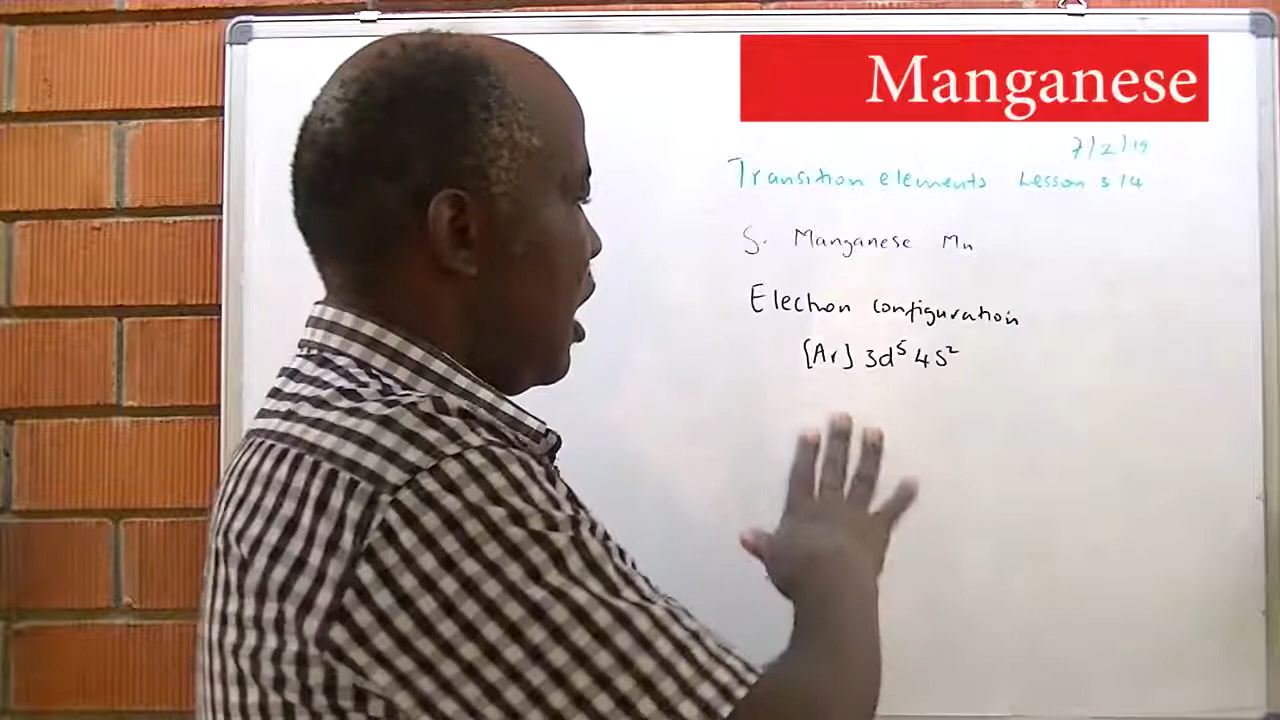 Manganese
7/2/19
Transition elements Lesson 3/4
5. Manganese Mn
Electron configuration
[Ar] 3d⁵ 4s²